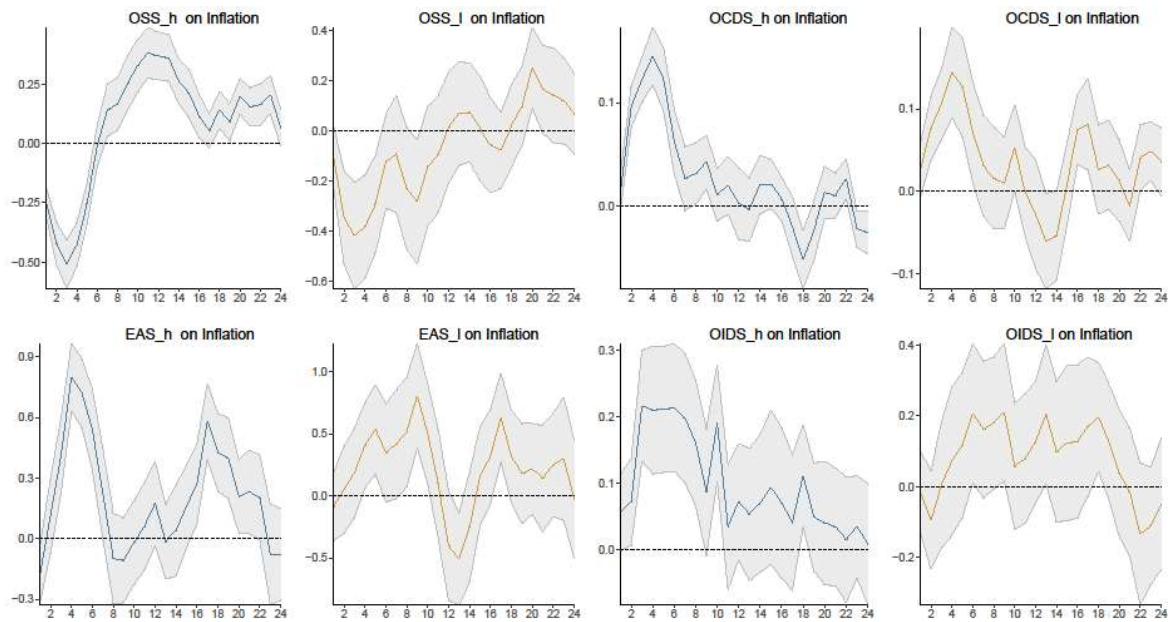 OSS_h on Inflation
0.25
0.00
−0.25
−0.50
2 4 6 8 10 12 14 16 18 20 22 24
OSS_l on Inflation
0.4
0.2
0.0
−0.2
−0.4
−0.6
2 4 6 8 10 12 14 16 18 20 22 24
OCDS_h on Inflation
0.1
0.0
2 4 6 8 10 12 14 16 18 20 22 24
OCDS_l on Inflation
0.1
0.0
−0.1
2 4 6 8 10 12 14 16 18 20 22 24
EAS_h on Inflation
0.9
0.6
0.3
0.0
−0.3
2 4 6 8 10 12 14 16 18 20 22 24
EAS_l on Inflation
1.0
0.5
0.0
−0.5
2 4 6 8 10 12 14 16 18 20 22 24
OIDS_h on Inflation
0.3
0.2
0.1
0.0
2 4 6 8 10 12 14 16 18 20 22 24
OIDS_l on Inflation
0.4
0.2
0.0
−0.2
2 4 6 8 10 12 14 16 18 20 22 24